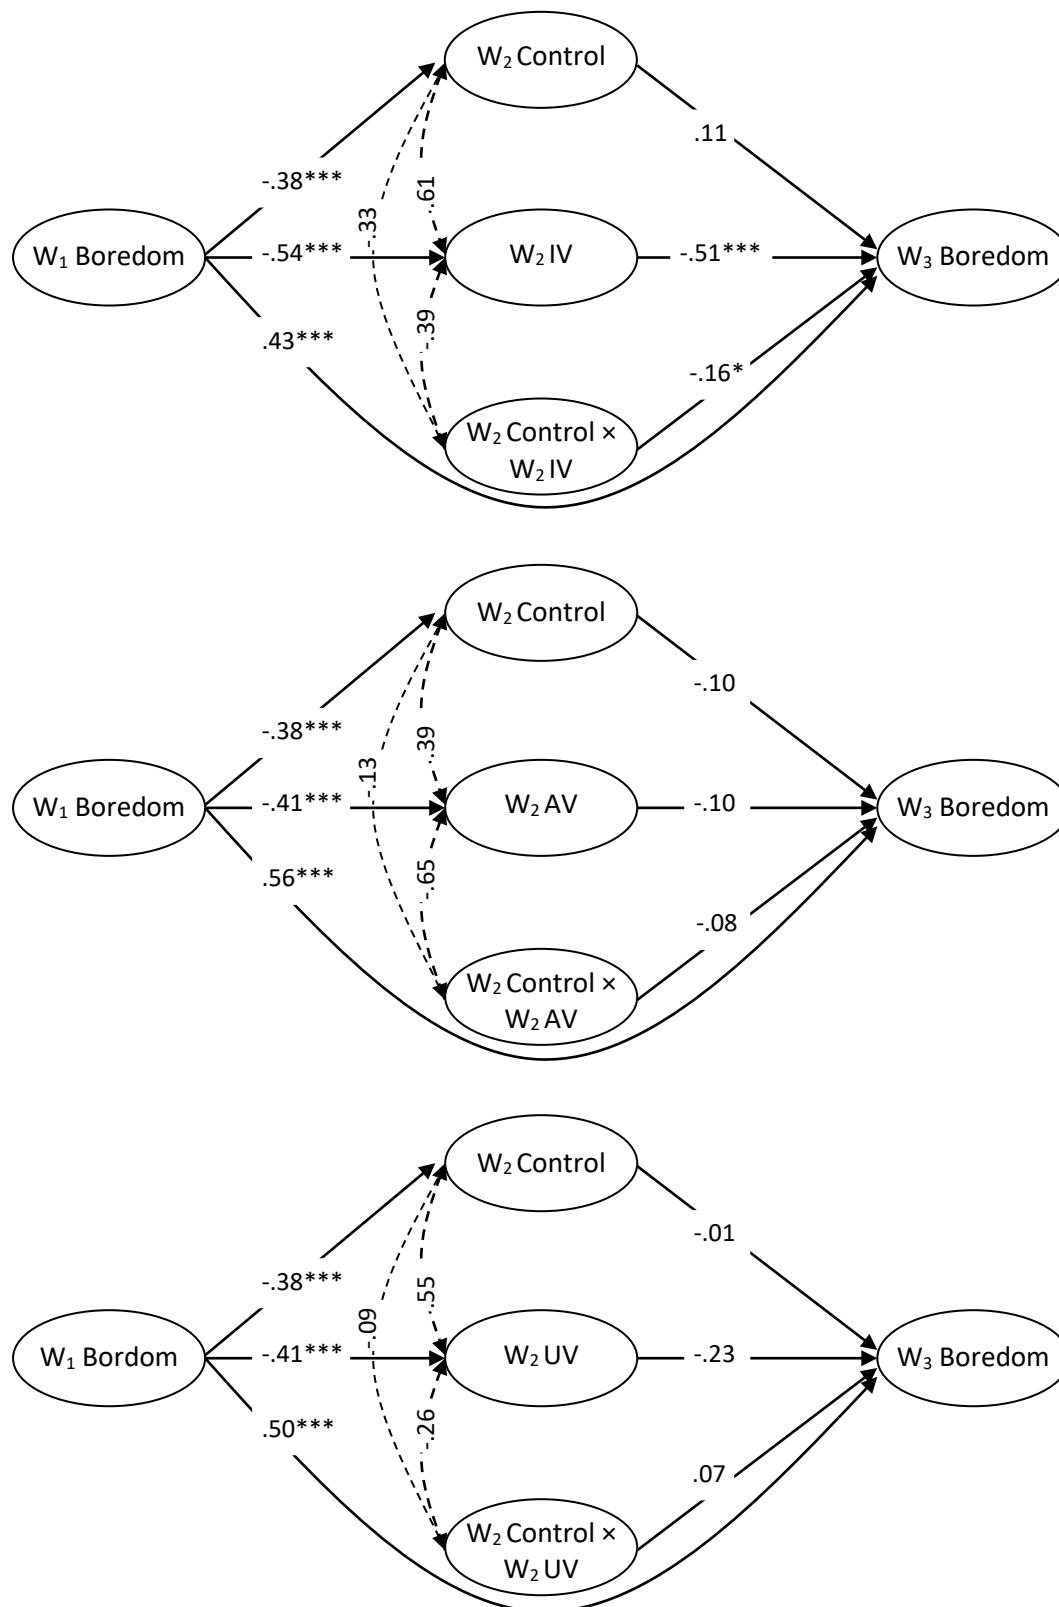 W₂ Control
.11
-.38***
.61
-.33
W₁ Boredom
-.54***
W₂ IV
-.51***
W₃ Boredom
.43***
-.39
-.16*
W₂ Control ×
W₂ IV
W₂ Control
-.10
-.38***
.39
-.13
W₁ Boredom
-.41***
W₂ AV
-.10
W₃ Boredom
.56***
-.65
-.08
W₂ Control ×
W₂ AV
W₂ Control
-.01
-.38***
.55
-.09
W₁ Bordom
-.41***
W₂ UV
-.23
W₃ Boredom
.50***
-.26
.07
W₂ Control ×
W₂ UV